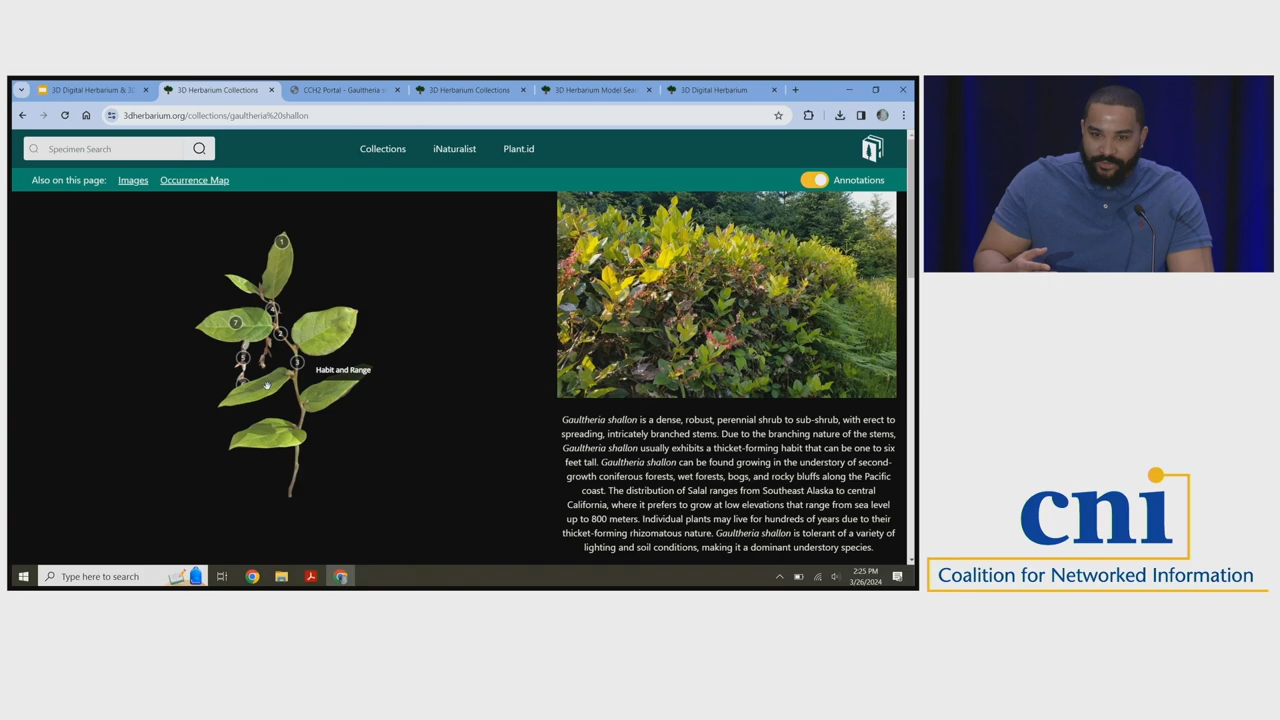 3D Digital Herbarium & 3D
3D Herbarium Collections
CCH2 Portal - Gaultheria s
3D Herbarium Collections
3D Herbarium Model Sear
3D Digital Herbarium
3dherbarium.org/collections/gaultheria%20shallon
Specimen Search
Collections
iNaturalist
Plant.id
Also on this page:
Images
Occurrence Map
Annotations
1
4
7
2
5
3
Habit and Range
Gaultheria shallon is a dense, robust, perennial shrub to sub-shrub, with erect to
spreading, intricately branched stems. Due to the branching nature of the stems,
Gaultheria shallon usually exhibits a thicket-forming habit that can be one to six
feet tall. Gaultheria shallon can be found growing in the understory of second-
growth coniferous forests, wet forests, bogs, and rocky bluffs along the Pacific
coast. The distribution of Salal ranges from Southeast Alaska to central
California, where it prefers to grow at low elevations that range from sea level
up to 800 meters. Individual plants may live for hundreds of years due to their
thicket-forming rhizomatous nature. Gaultheria shallon is tolerant of a variety of
lighting and soil conditions, making it a dominant understory species.
Type here to search
2:25 PM
3/26/2024
cni
Coalition for Networked Information